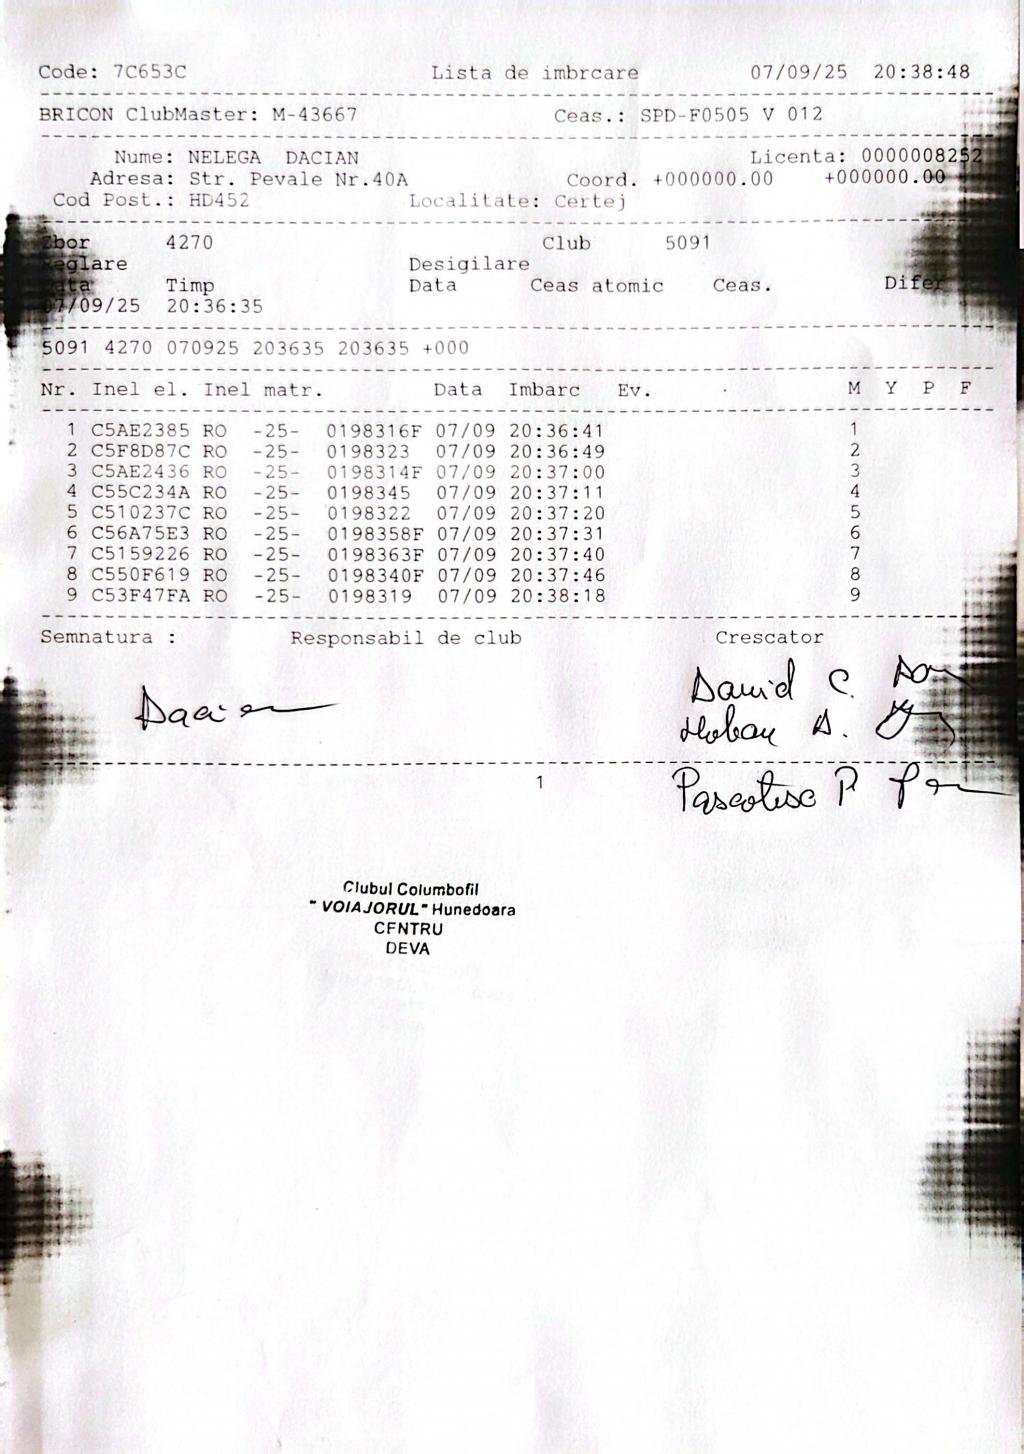 Code: 7C653C Lista de imbrcare 07/09/25 20:38:48
BRICON ClubMaster: M-43667 Ceas.: SPD-F0505 V 012
Nume: NELEGA DACIAN Licenta: 0000008252
Adresa: Str. Pevale Nr.40A Coord. +000000.00 +000000.00
Cod Post.: HD452 Localitate: Certej
Zbor 4270 Club 5091
Reglare Desigilare
Data Timp Data Ceas atomic Ceas. Difer
07/09/25 20:36:35
5091 4270 070925 203635 203635 +000
Nr. Inel el. Inel matr. Data Imbarc Ev. M Y P F
1 C5AE2385 RO -25- 0198316F 07/09 20:36:41 1
2 C5F8D87C RO -25- 0198323 07/09 20:36:49 2
3 C5AE2436 RO -25- 0198314F 07/09 20:37:00 3
4 C55C234A RO -25- 0198345 07/09 20:37:11 4
5 C510237C RO -25- 0198322 07/09 20:37:20 5
6 C56A75E3 RO -25- 0198358F 07/09 20:37:31 6
7 C5159226 RO -25- 0198363F 07/09 20:37:40 7
8 C550F619 RO -25- 0198340F 07/09 20:37:46 8
9 C53F47FA RO -25- 0198319 07/09 20:38:18 9
Semnatura : Responsabil de club Crescator
David C.
Dacian
A.
1
P
Clubul Columbofil
" VOIAJORUL" Hunedoara
CENTRU
DEVA